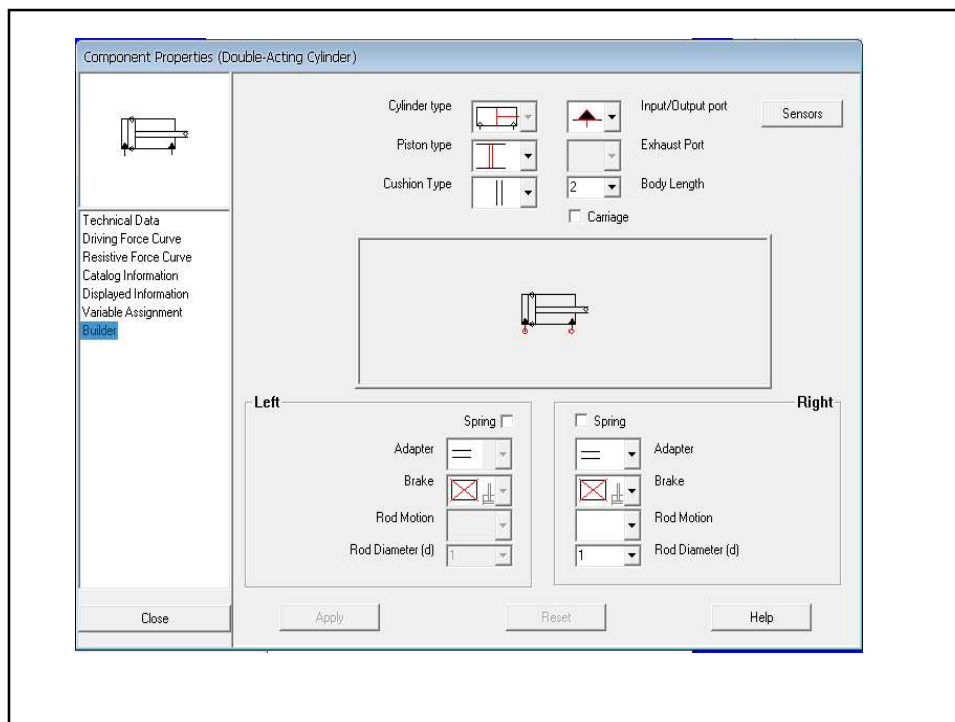 Component Properties (Double-Acting Cylinder)
Technical Data
Driving Force Curve
Resistive Force Curve
Catalog Information
Displayed Information
Variable Assignment
Builder
Close
Cylinder type
Input/Output port
Sensors
Piston type
Exhaust Port
Cushion Type
2
Body Length
Carriage
Left
Spring
Adapter
Brake
Rod Motion
Rod Diameter (d)
1
Right
Spring
Adapter
Brake
Rod Motion
1
Rod Diameter (d)
Apply
Reset
Help